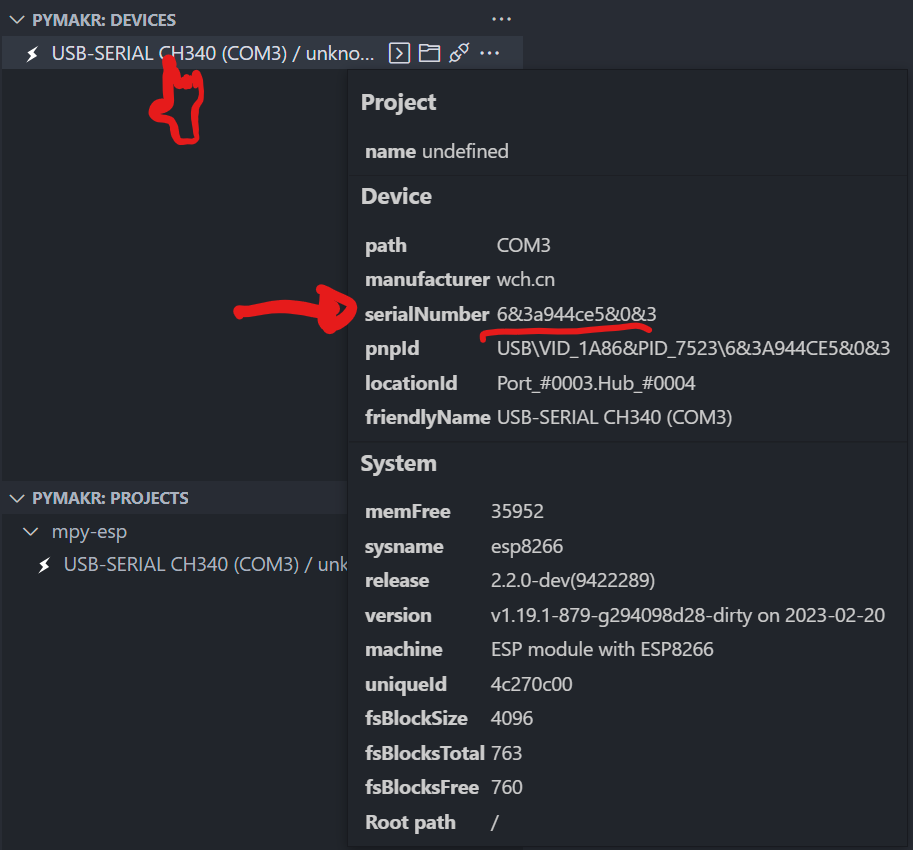 PYMAKR: DEVICES
USB-SERIAL CH340 (COM3) / unkno...
Project
name undefined
Device
path COM3
manufacturer wch.cn
serialNumber 6&3a944ce5&0&3
pnpId USB\VID_1A86&PID_7523\6&3A944CE5&0&3
locationId Port_#0003.Hub_#0004
friendlyName USB-SERIAL CH340 (COM3)
System
memFree 35952
sysname esp8266
release 2.2.0-dev(9422289)
version v1.19.1-879-g294098d28-dirty on 2023-02-20
machine ESP module with ESP8266
uniqueId 4c270c00
fsBlockSize 4096
fsBlocksTotal 763
fsBlocksFree 760
Root path /
PYMAKR: PROJECTS
mpy-esp
USB-SERIAL CH340 (COM3) / unk